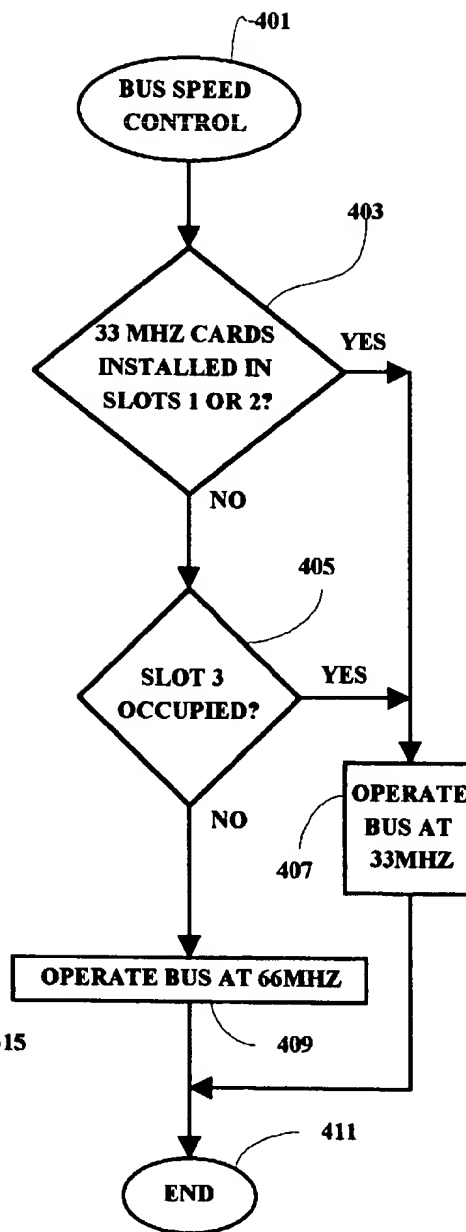 401
BUS SPEED
CONTROL
403
33 MHZ CARDS
INSTALLED IN
SLOTS 1 OR 2?
YES
NO
405
SLOT 3
OCCUPIED?
YES
NO
OPERATE
BUS AT
33MHZ
407
OPERATE BUS AT 66MHZ
409
15
411
END